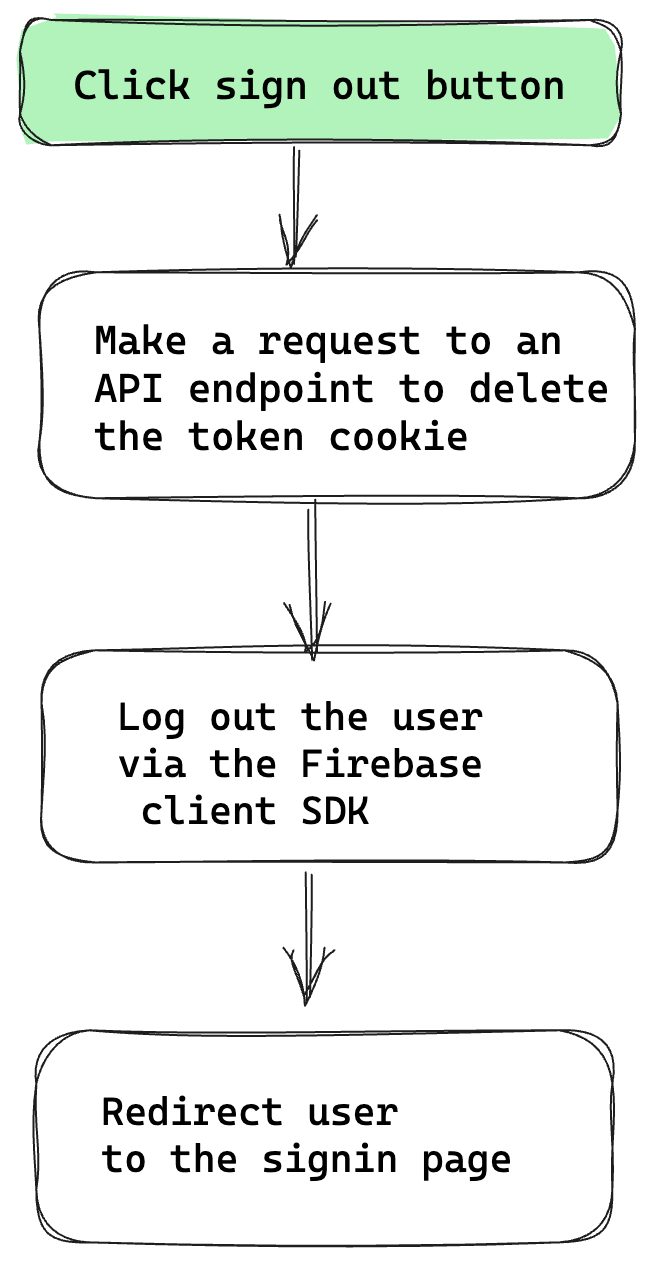 Click sign out button
Make a request to an
API endpoint to delete
the token cookie
Log out the user
via the Firebase
client SDK
Redirect user
to the signin page